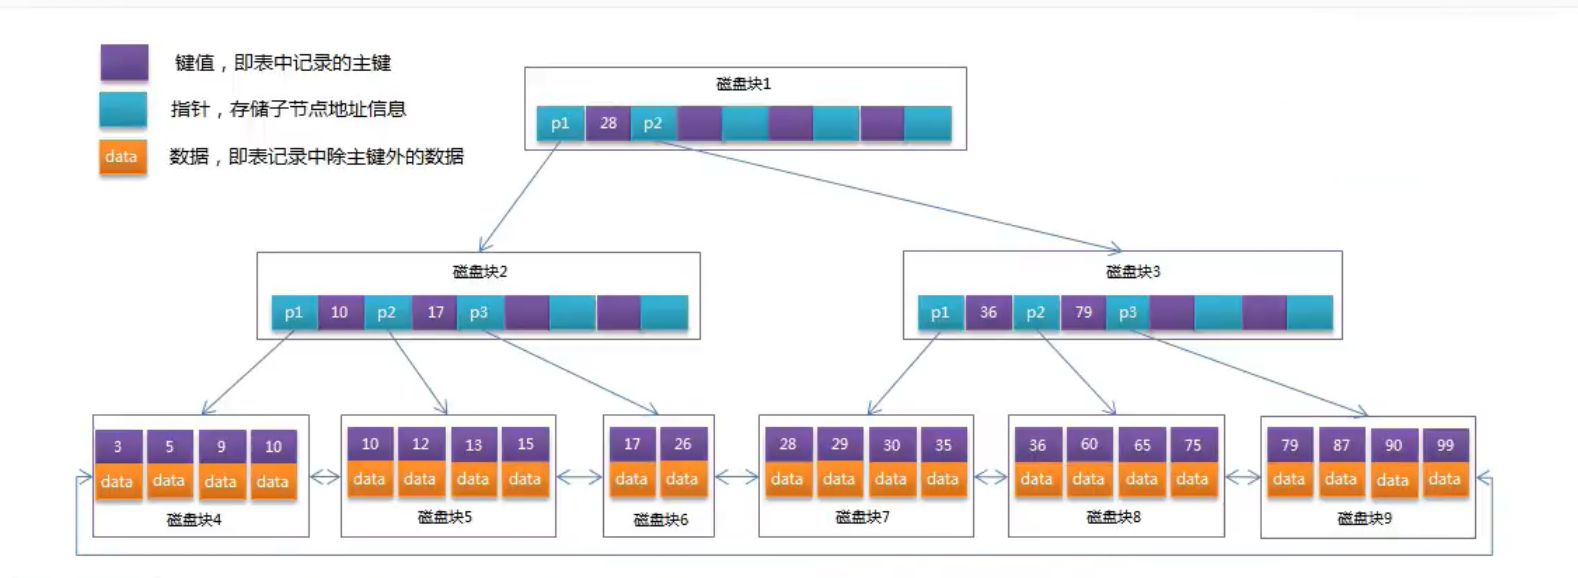 键值，即表中记录的主键
指针，存储子节点地址信息
data 数据，即表记录中除主键外的数据
磁盘块1
p1 28 p2
磁盘块2
p1 10 p2 17 p3
磁盘块3
p1 36 p2 79 p3
3 5 9 10
data data data data
磁盘块4
10 12 13 15
data data data data
磁盘块5
17 26
data data
磁盘块6
28 29 30 35
data data data data
磁盘块7
36 60 65 75
data data data data
磁盘块8
79 87 90 99
data data data data
磁盘块9